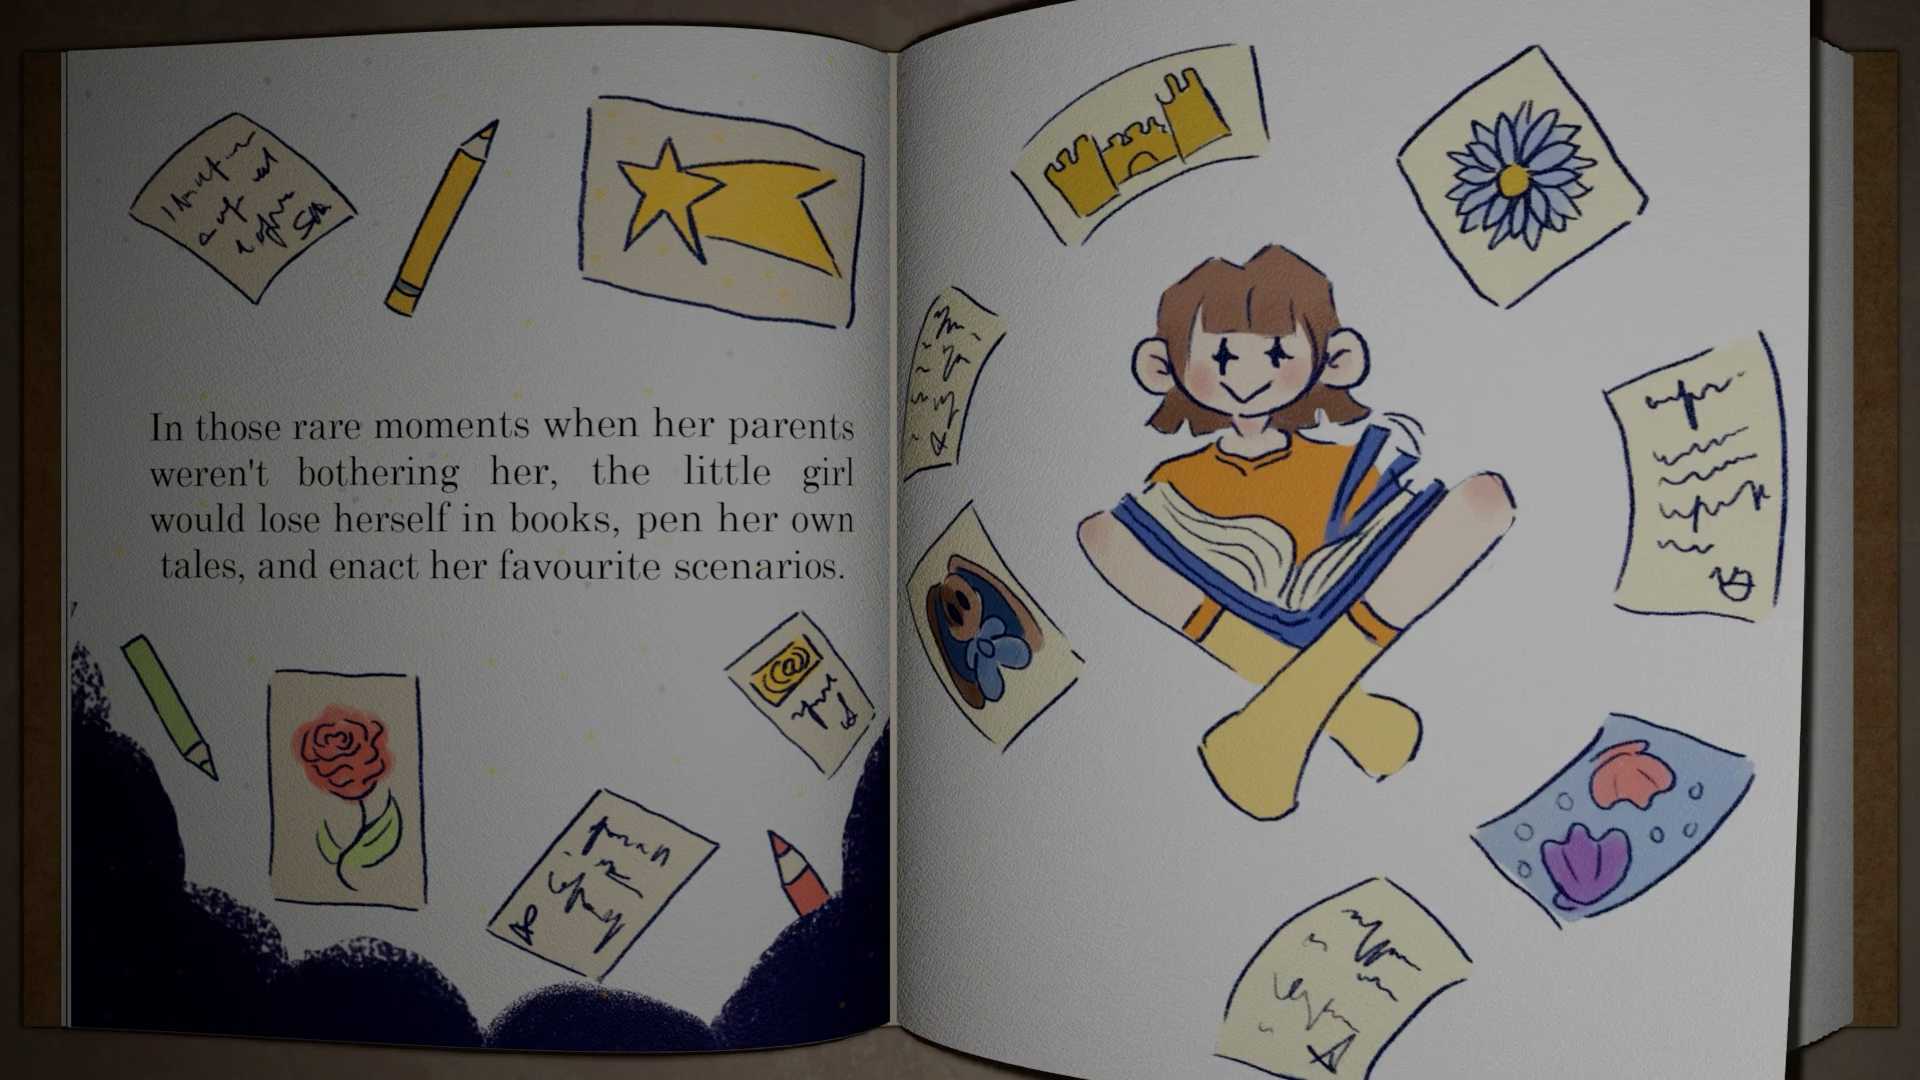 In those rare moments when her parents
weren't bothering her, the little girl
would lose herself in books, pen her own
tales, and enact her favourite scenarios.